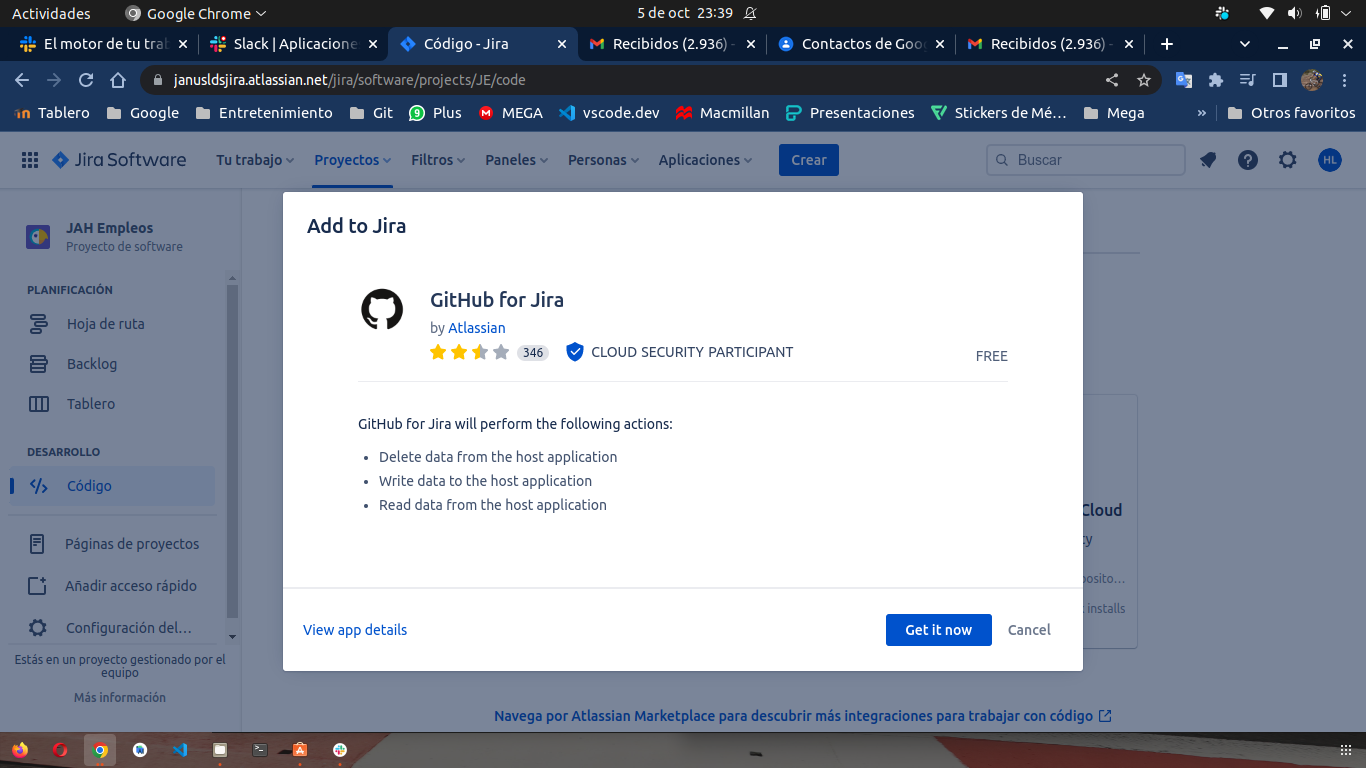 Actividades
Google Chrome
5 de oct 23:39
El motor de tu tra
Slack | Aplicacione
Código - Jira
Recibidos (2.936) -
Contactos de Goo
Recibidos (2.936) -
janusldsjira.atlassian.net/jira/software/projects/JE/code
Tablero
Google
Entretenimiento
Git
9
Plus
M
MEGA
vscode.dev
Macmillan
Presentaciones
Stickers de Mé…
Mega
»
Otros favoritos
Jira Software
Tu trabajo
Proyectos
Filtros
Paneles
Personas
Aplicaciones
Crear
Buscar
HL
JAH Empleos
Proyecto de software
PLANIFICACIÓN
Hoja de ruta
Backlog
Tablero
DESARROLLO
Código
Páginas de proyectos
Añadir acceso rápido
Configuración del…
Estás en un proyecto gestionado por el
equipo
Más información
Add to Jira
GitHub for Jira
by Atlassian
346
CLOUD SECURITY PARTICIPANT
FREE
GitHub for Jira will perform the following actions:
• Delete data from the host application
• Write data to the host application
• Read data from the host application
View app details
Get it now
Cancel
Cloud
ty
posito…
installs
Navega por Atlassian Marketplace para descubrir más integraciones para trabajar con código